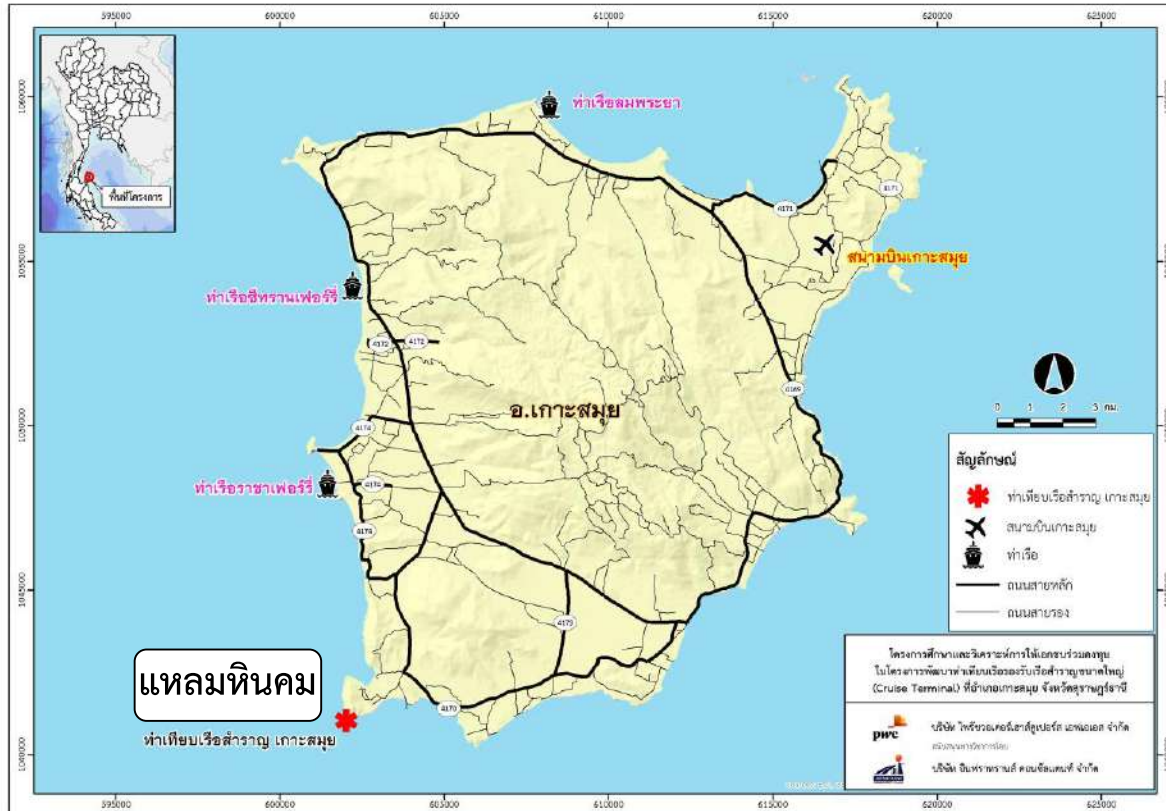 595000 600000 605000 610000 615000 620000 625000
พื้นที่โครงการ
ท่าเรือลมพระยา
4171
4171
สนามบินเกาะสมุย
ท่าเรือซีทรานเฟอร์รี่
4172 4172
4169
อ.เกาะสมุย
0 1 2 3 กม.
4174
ท่าเรือราชาเฟอร์รี่
4174
สัญลักษณ์
ท่าเทียบเรือสำราญ เกาะสมุย
สนามบินเกาะสมุย
ท่าเรือ
ถนนสายหลัก
ถนนสายรอง
4173
4170
แหลมหินคม
ท่าเทียบเรือสำราญ เกาะสมุย
โครงการศึกษาและวิเคราะห์การให้เอกชนร่วมลงทุน
ในโครงการพัฒนาท่าเทียบเรือรองรับเรือสำราญขนาดใหญ่
(Cruise Terminal) ที่อำเภอเกาะสมุย จังหวัดสุราษฎร์ธานี
pwc
บริษัท ไพร้ซวอเตอร์เฮาส์คูเปอร์ส เอฟเอเอส จำกัด
บริษัท อินฟราทรานส์ คอนซัลแตนท์ จำกัด
595000 600000 605000 610000 615000 620000 625000